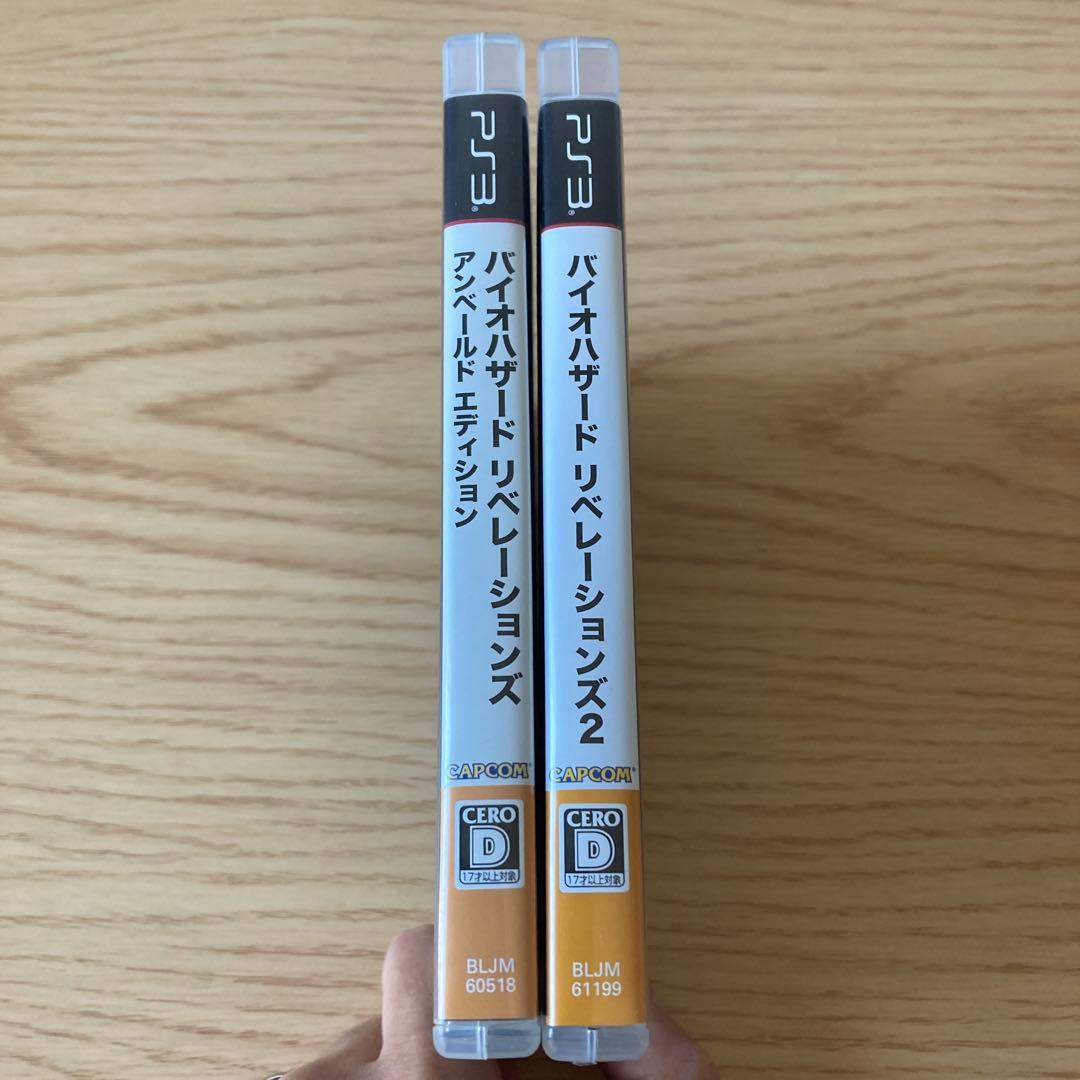 PS3®
バイオハザード リベレーションズ
アンベールド エディション
CAPCOM®
CERO
D
17才以上対象
BLJM
60518
PS3®
バイオハザード リベレーションズ2
CAPCOM®
CERO
D
17才以上対象
BLJM
61199